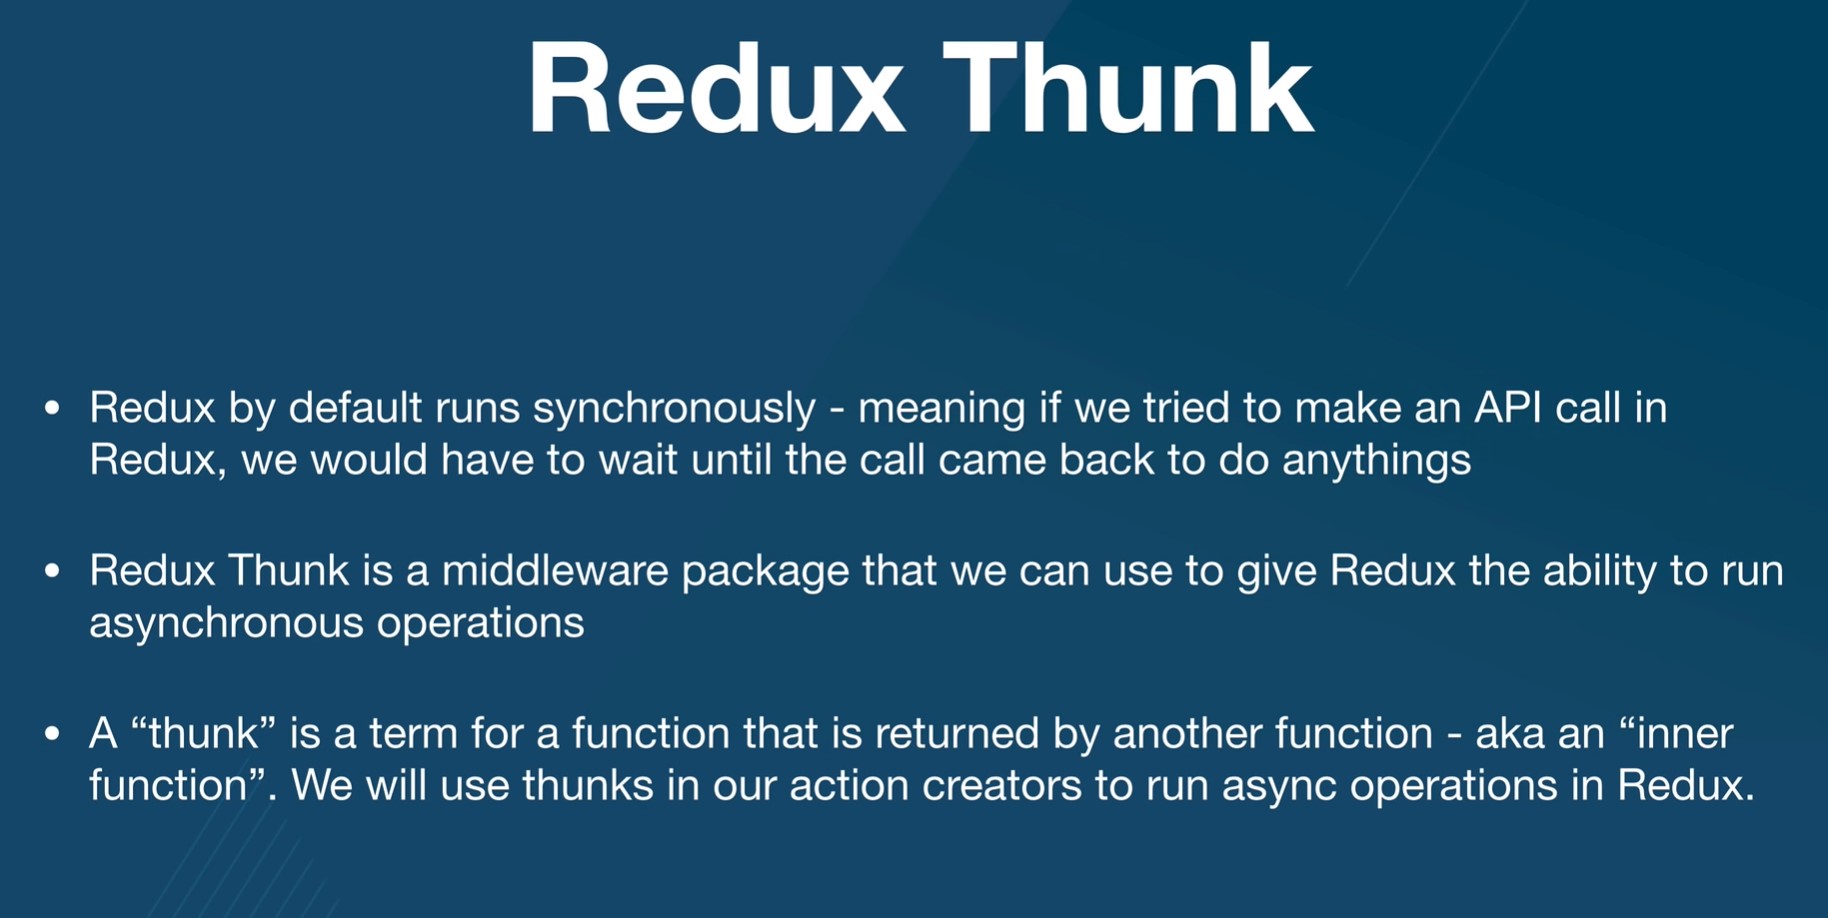 Redux Thunk
• Redux by default runs synchronously - meaning if we tried to make an API call in
Redux, we would have to wait until the call came back to do anythings
• Redux Thunk is a middleware package that we can use to give Redux the ability to run
asynchronous operations
• A “thunk” is a term for a function that is returned by another function - aka an “inner
function”. We will use thunks in our action creators to run async operations in Redux.